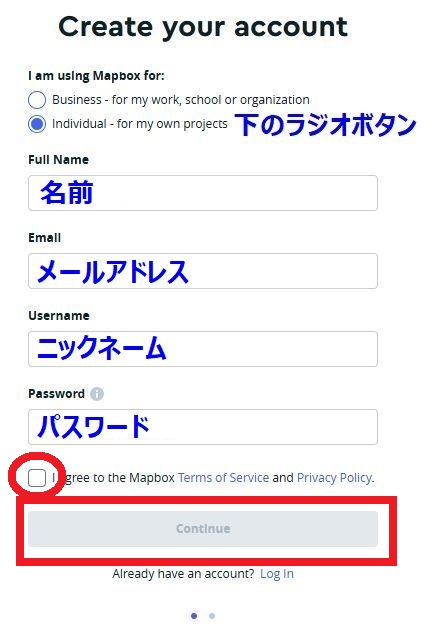 Create your account
I am using Mapbox for:
Business - for my work, school or organization
Individual - for my own projects 下のラジオボタン
Full Name
名前
Email
メールアドレス
Username
ニックネーム
Password
パスワード
I agree to the Mapbox Terms of Service and Privacy Policy.
Continue
Already have an account? Log In